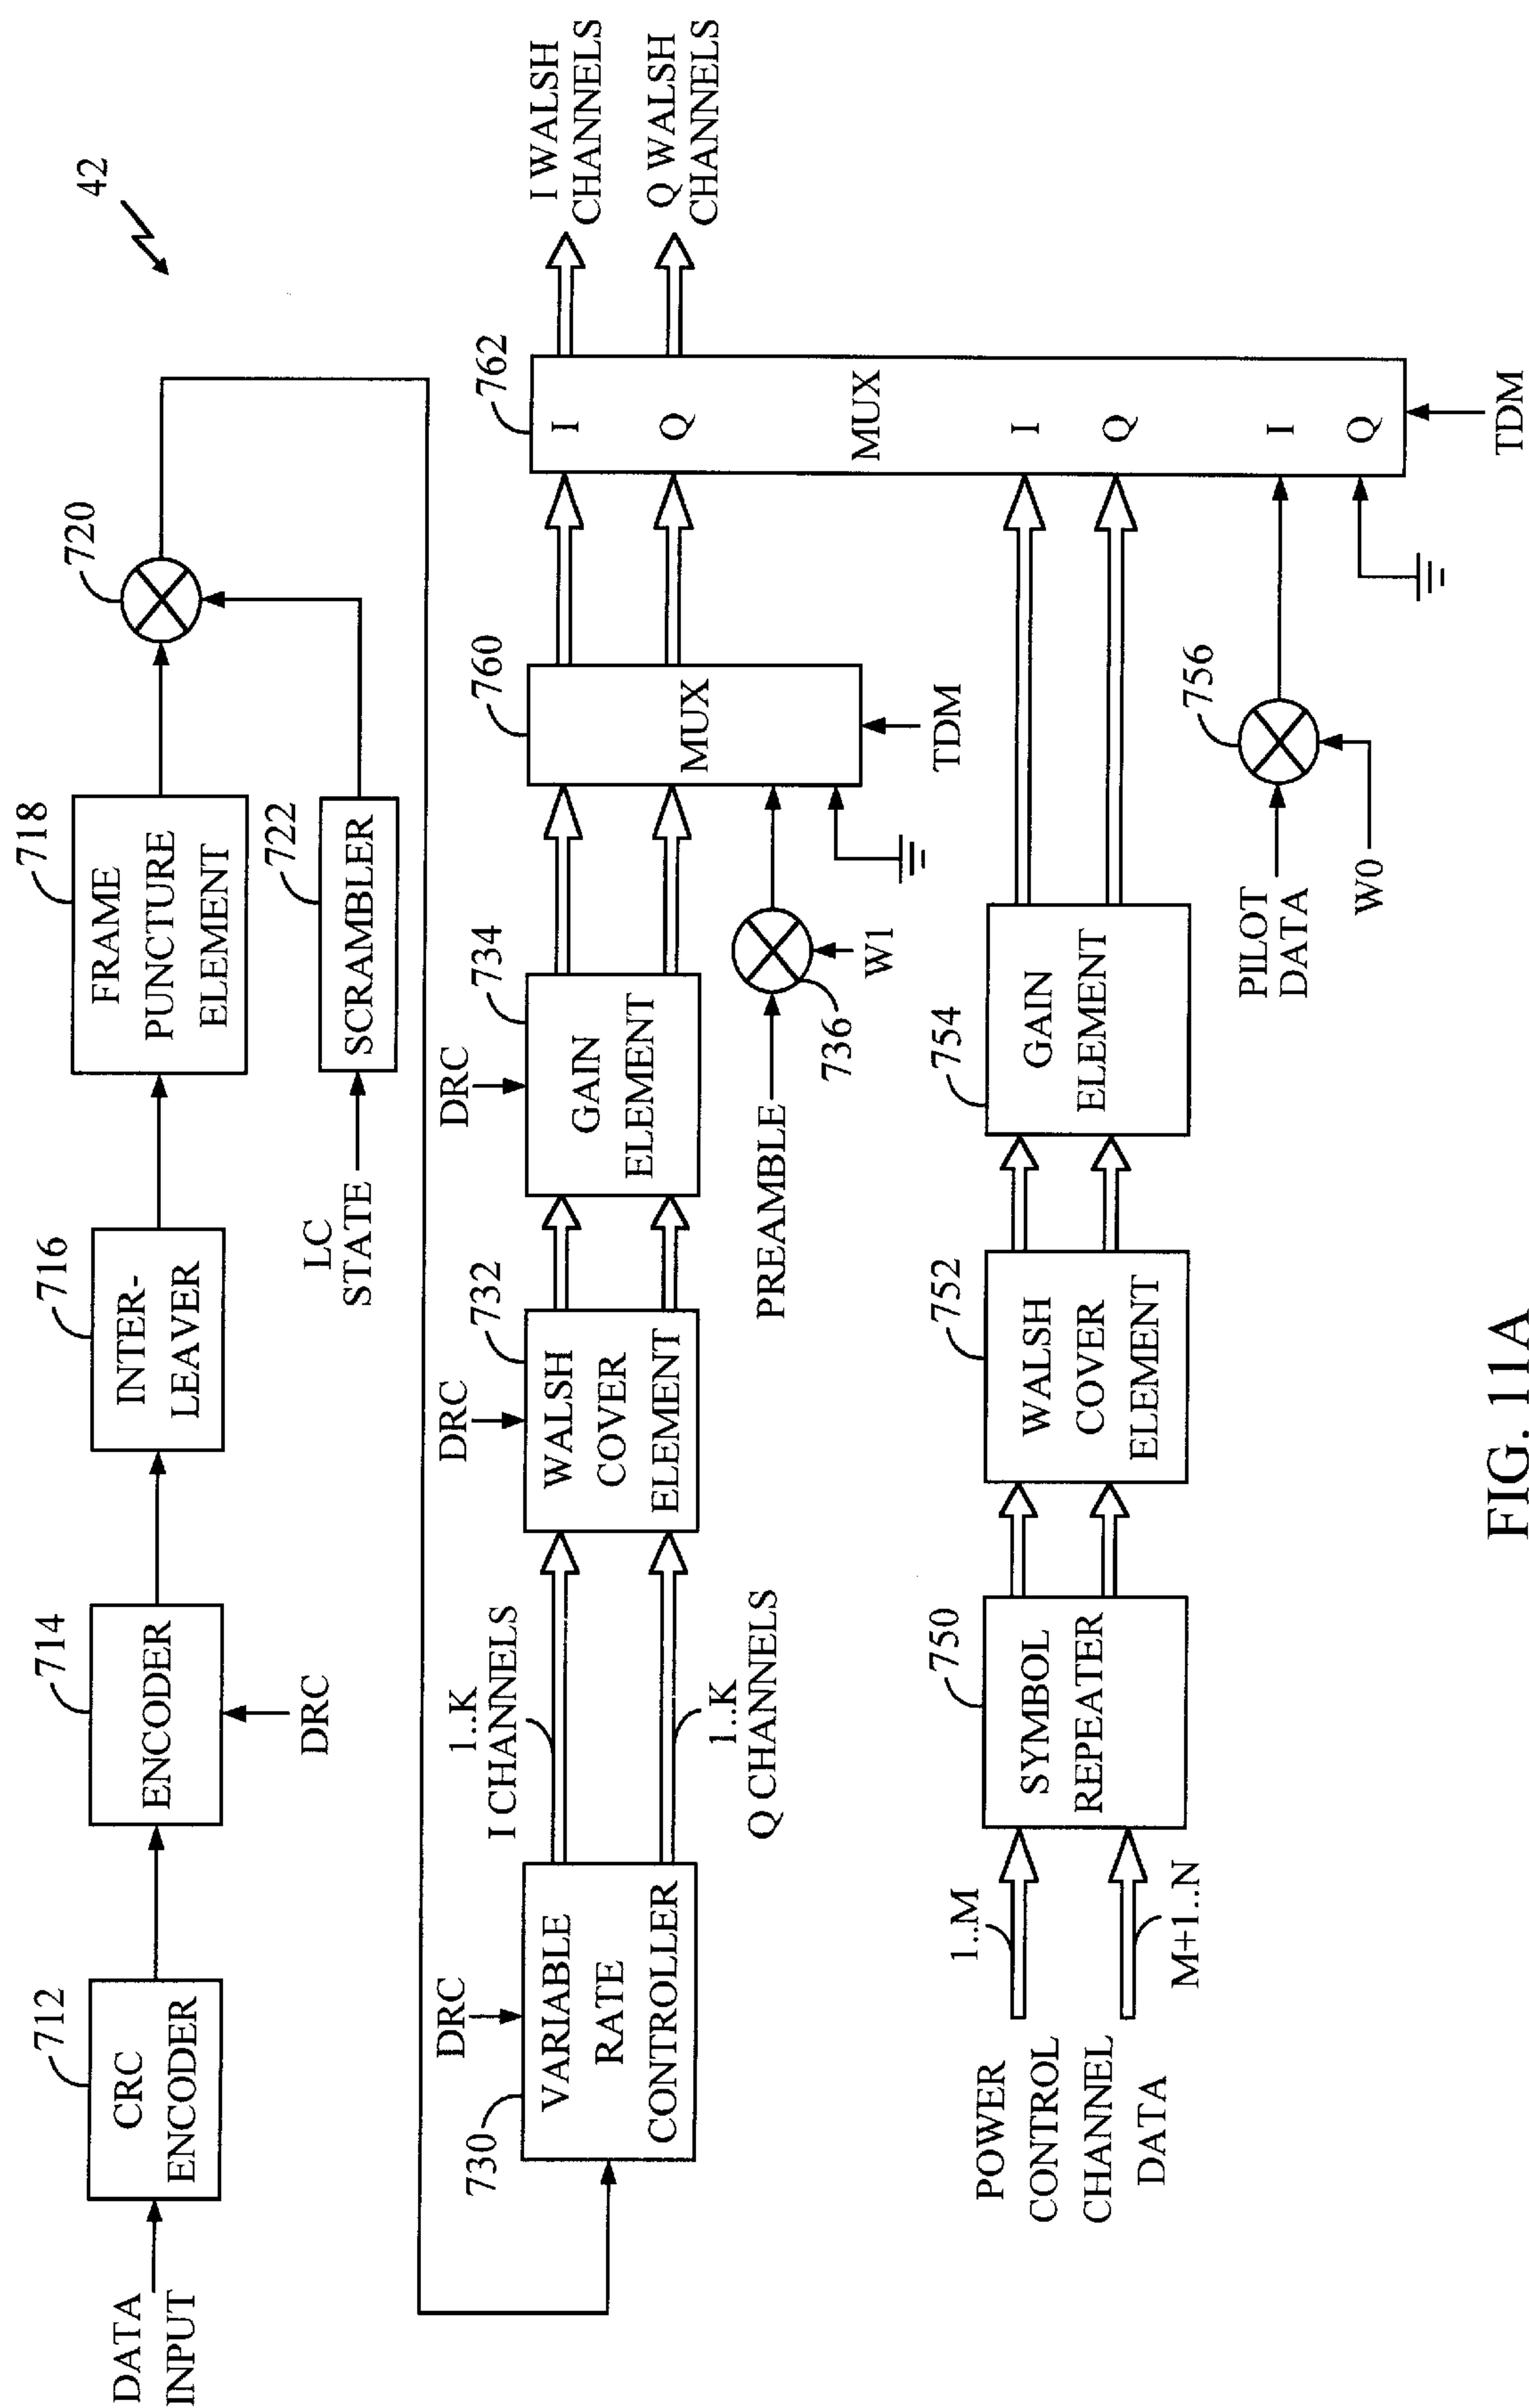 42
712
CRC
ENCODER
DATA
INPUT
714
ENCODER
DRC
716
INTER-
LEAVER
718
FRAME
PUNCTURE
ELEMENT
720
722
SCRAMBLER
LC
STATE
730
VARIABLE
RATE
CONTROLLER
DRC
1..K
I CHANNELS
1..K
Q CHANNELS
732
WALSH
COVER
ELEMENT
DRC
734
GAIN
ELEMENT
DRC
PREAMBLE
736
W1
760
MUX
TDM
762
I
Q
MUX
I
Q
I
Q
TDM
I WALSH
CHANNELS
Q WALSH
CHANNELS
POWER
CONTROL
CHANNEL
DATA
1..M
M+1..N
750
SYMBOL
REPEATER
752
WALSH
COVER
ELEMENT
754
GAIN
ELEMENT
PILOT
DATA
756
W0
FIG. 11A